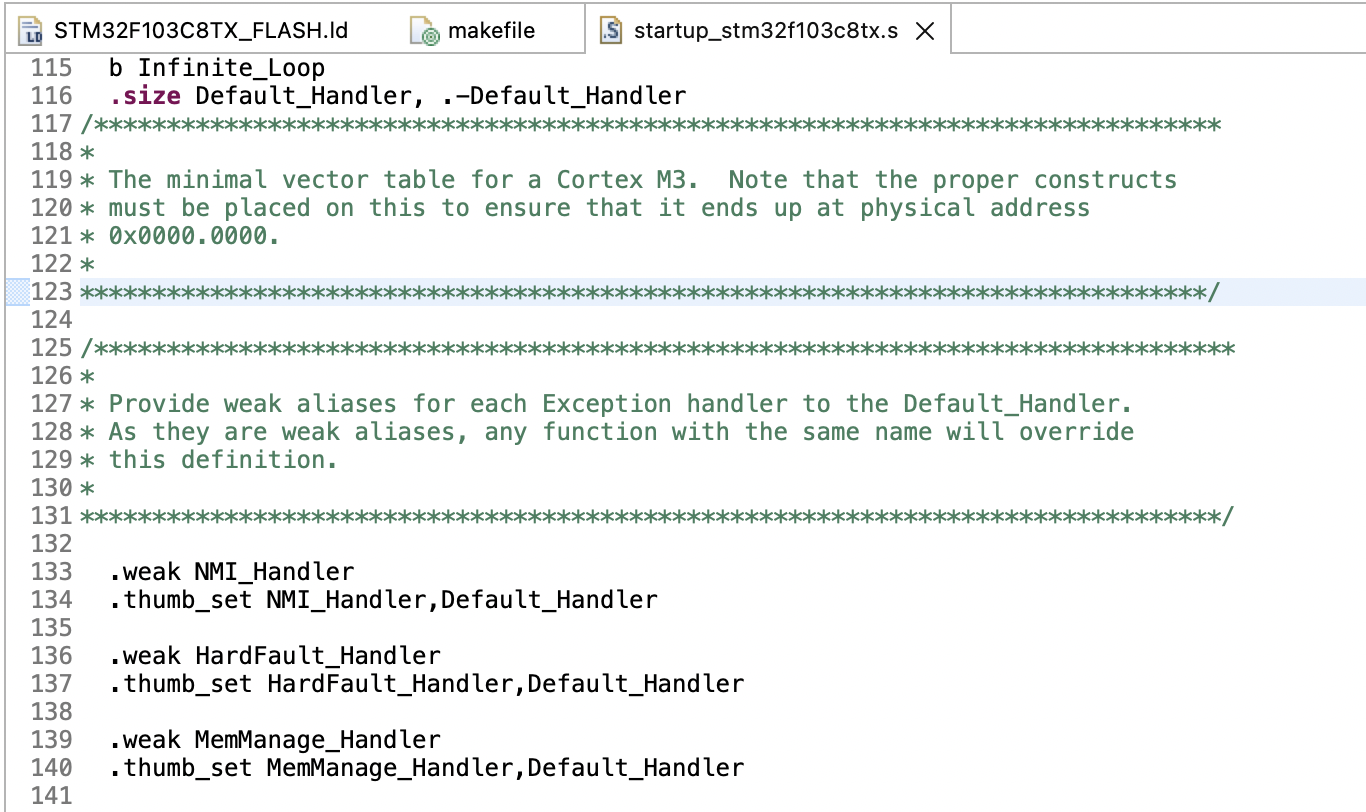 STM32F103C8TX_FLASH.ld makefile startup_stm32f103c8tx.s
115 b Infinite_Loop
116 .size Default_Handler, .-Default_Handler
117 /******************************************************************************
118 *
119 * The minimal vector table for a Cortex M3.  Note that the proper constructs
120 * must be placed on this to ensure that it ends up at physical address
121 * 0x0000.0000.
122 *
123 ******************************************************************************/
124
125 /*******************************************************************************
126 *
127 * Provide weak aliases for each Exception handler to the Default_Handler.
128 * As they are weak aliases, any function with the same name will override
129 * this definition.
130 *
131 *******************************************************************************/
132
133 .weak NMI_Handler
134 .thumb_set NMI_Handler,Default_Handler
135
136 .weak HardFault_Handler
137 .thumb_set HardFault_Handler,Default_Handler
138
139 .weak MemManage_Handler
140 .thumb_set MemManage_Handler,Default_Handler
141